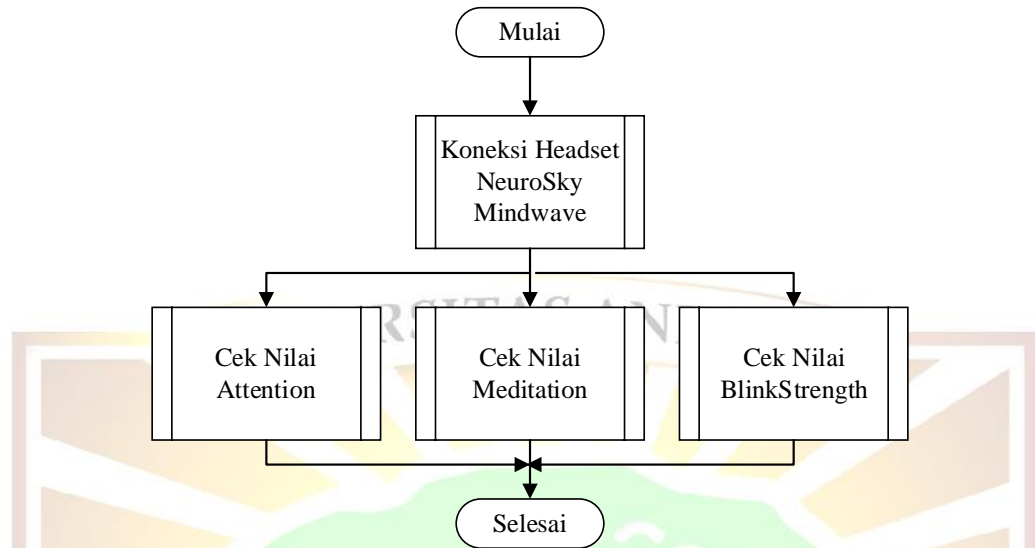 Mulai
Koneksi Headset
NeuroSky
Mindwave
Cek Nilai
Attention
Cek Nilai
Meditation
Cek Nilai
BlinkStrength
Selesai